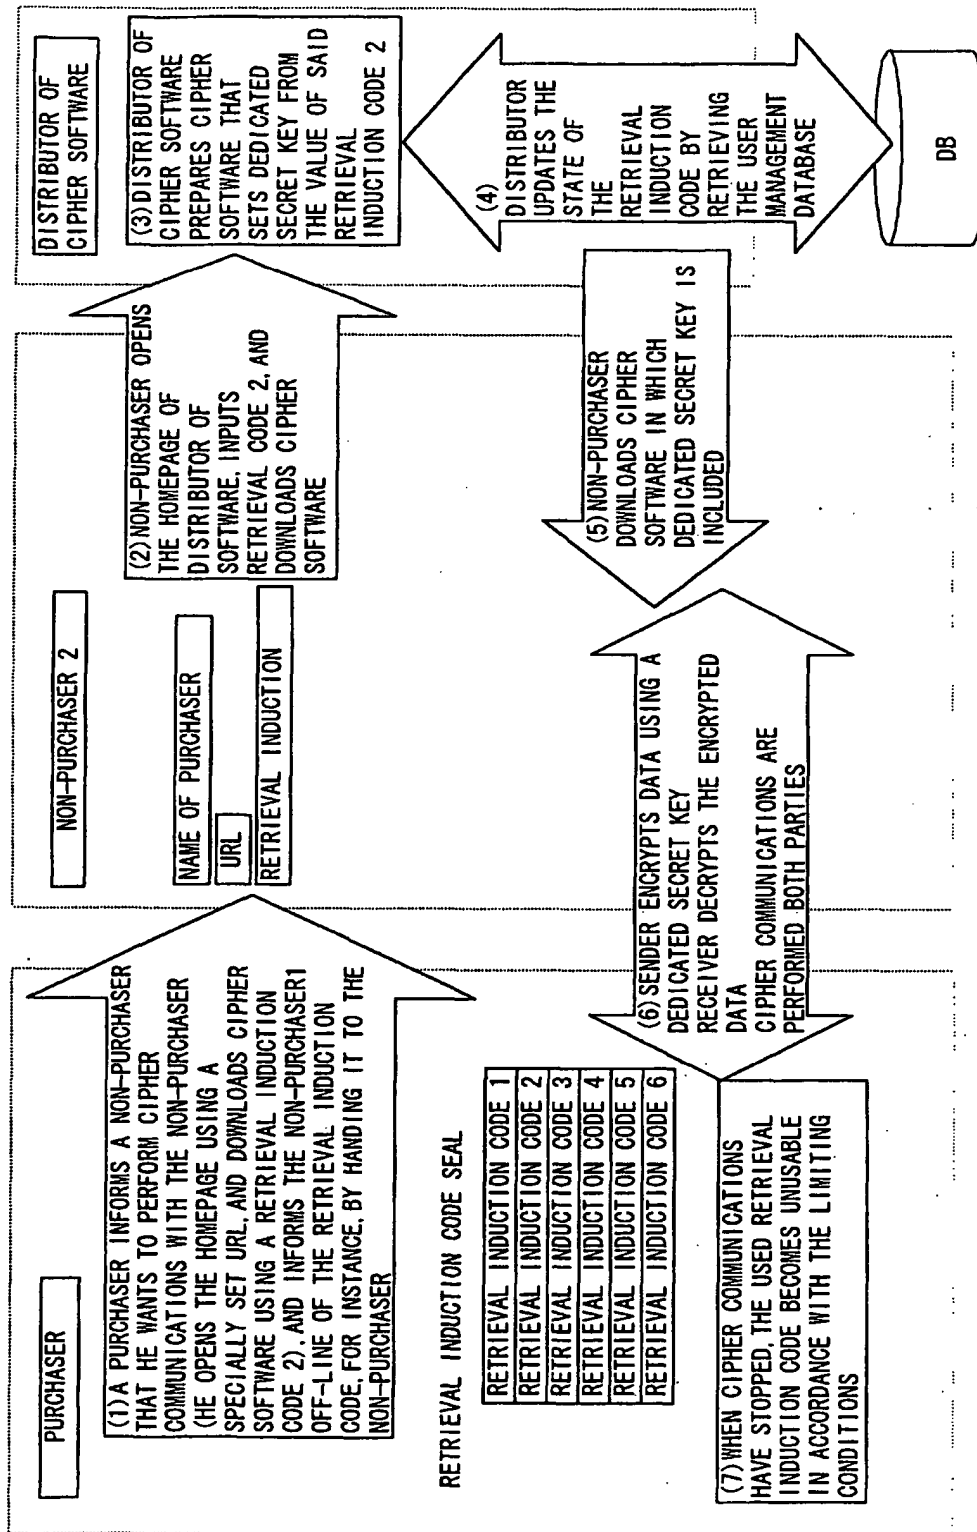 PURCHASER
(1)A PURCHASER INFORMS A NON-PURCHASER
THAT HE WANTS TO PERFORM CIPHER
COMMUNICATIONS WITH THE NON-PURCHASER
(HE OPENS THE HOMEPAGE USING A
SPECIALLY SET URL, AND DOWNLOADS CIPHER
SOFTWARE USING A RETRIEVAL INDUCTION
CODE 2), AND INFORMS THE NON-PURCHASER1
OFF-LINE OF THE RETRIEVAL INDUCTION
CODE, FOR INSTANCE, BY HANDING IT TO THE
NON-PURCHASER
RETRIEVAL INDUCTION CODE SEAL
RETRIEVAL INDUCTION CODE 1
RETRIEVAL INDUCTION CODE 2
RETRIEVAL INDUCTION CODE 3
RETRIEVAL INDUCTION CODE 4
RETRIEVAL INDUCTION CODE 5
RETRIEVAL INDUCTION CODE 6
(7)WHEN CIPHER COMMUNICATIONS
HAVE STOPPED, THE USED RETRIEVAL
INDUCTION CODE BECOMES UNUSABLE
IN ACCORDANCE WITH THE LIMITING
CONDITIONS
NON-PURCHASER 2
NAME OF PURCHASER
URL
RETRIEVAL INDUCTION
(2)NON-PURCHASER OPENS
THE HOMEPAGE OF
DISTRIBUTOR OF
SOFTWARE, INPUTS
RETRIEVAL CODE 2, AND
DOWNLOADS CIPHER
SOFTWARE
(6)SENDER ENCRYPTS DATA USING A
DEDICATED SECRET KEY
RECEIVER DECRYPTS THE ENCRYPTED
DATA
CIPHER COMMUNICATIONS ARE
PERFORMED BOTH PARTIES
(5)NON-PURCHASER
DOWNLOADS CIPHER
SOFTWARE IN WHICH
DEDICATED SECRET KEY IS
INCLUDED
DISTRIBUTOR OF
CIPHER SOFTWARE
(3)DISTRIBUTOR OF
CIPHER SOFTWARE
PREPARES CIPHER
SOFTWARE THAT
SETS DEDICATED
SECRET KEY FROM
THE VALUE OF SAID
RETRIEVAL
INDUCTION CODE 2
(4)
DISTRIBUTOR
UPDATES THE
STATE OF
THE
RETRIEVAL
INDUCTION
CODE BY
RETRIEVING
THE USER
MANAGEMENT
DATABASE
DB